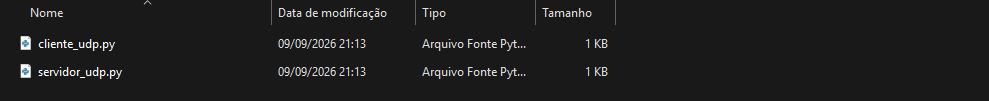 Nome Data de modificação Tipo Tamanho
cliente_udp.py 09/09/2026 21:13 Arquivo Fonte Pyt... 1 KB
servidor_udp.py 09/09/2026 21:13 Arquivo Fonte Pyt... 1 KB